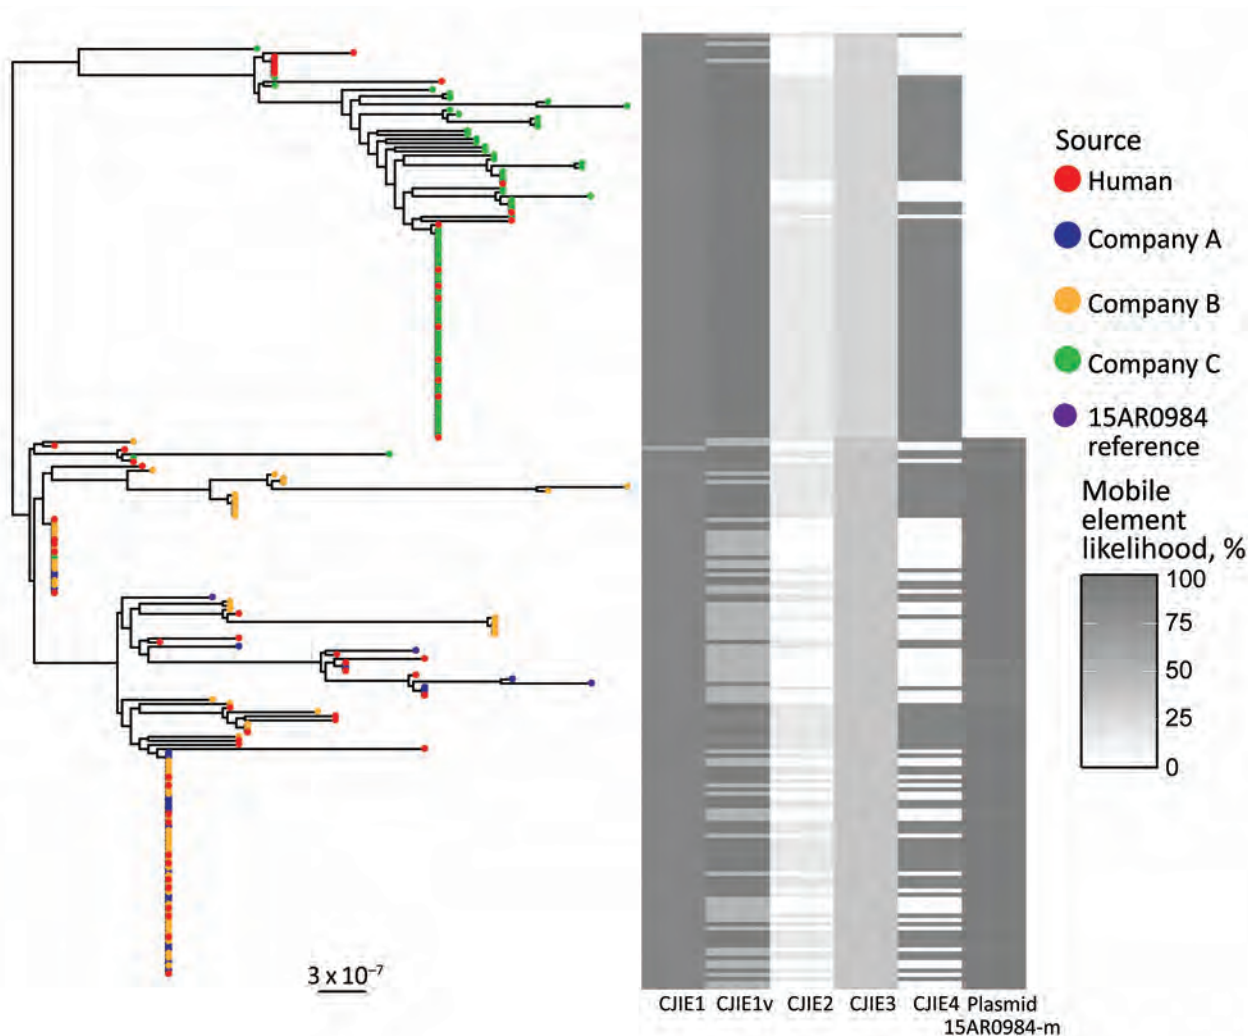 Source
Human
Company A
Company B
Company C
15AR0984
reference
Mobile
element
likelihood, %
100
75
50
25
0
3 x 10⁻⁷
CJIE1 CJIE1v CJIE2 CJIE3 CJIE4 Plasmid
15AR0984-m